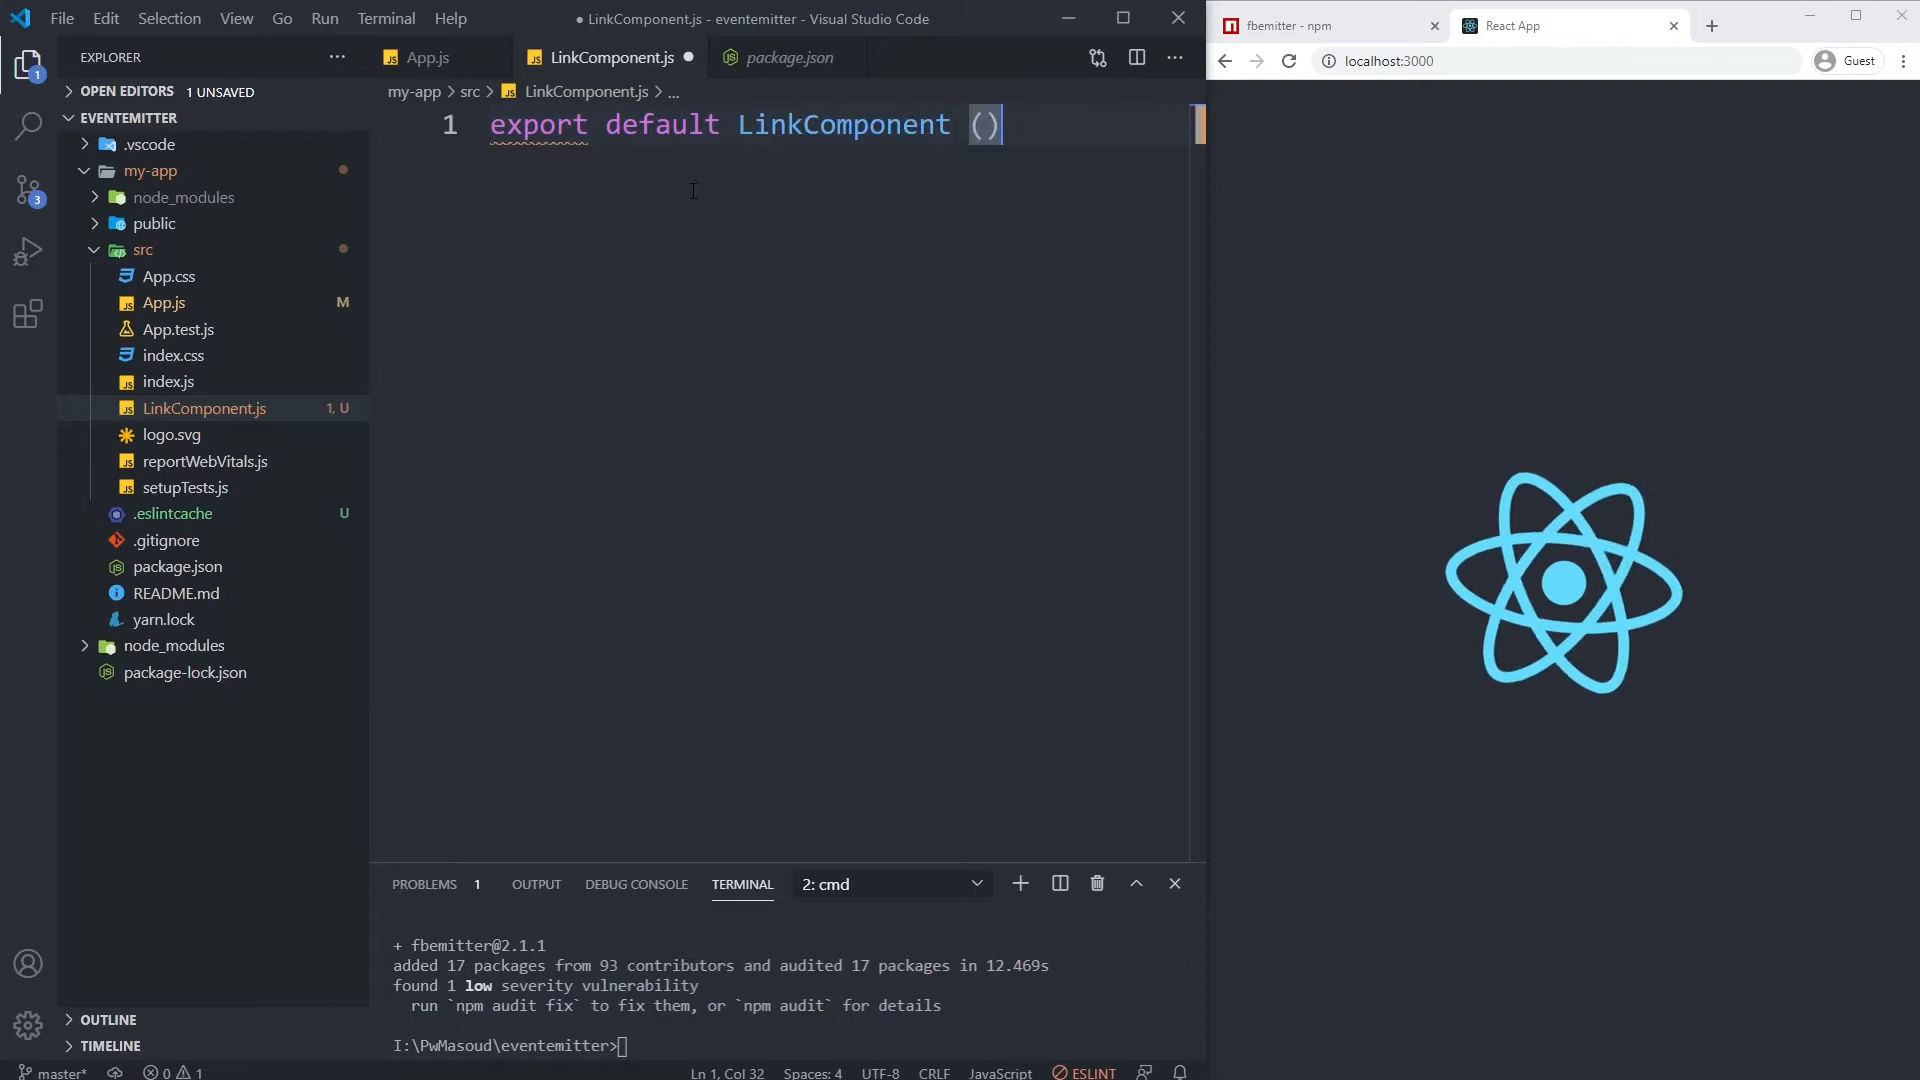 File Edit Selection View Go Run Terminal Help
● LinkComponent.js - eventemitter - Visual Studio Code
fbemitter - npm
React App
localhost:3000
Guest
EXPLORER
App.js
LinkComponent.js
package.json
OPEN EDITORS 1 UNSAVED
my-app > src > LinkComponent.js > ...
EVENTEMITTER
1 export default LinkComponent ()
.vscode
my-app
node_modules
public
src
App.css
App.js M
App.test.js
index.css
index.js
LinkComponent.js 1, U
logo.svg
reportWebVitals.js
setupTests.js
.eslintcache U
.gitignore
package.json
README.md
yarn.lock
node_modules
package-lock.json
1
3
PROBLEMS 1 OUTPUT DEBUG CONSOLE TERMINAL 2: cmd
+ fbemitter@2.1.1
added 17 packages from 93 contributors and audited 17 packages in 12.469s
found 1 low severity vulnerability
run `npm audit fix` to fix them, or `npm audit` for details
I:\PwMasoud\eventemitter>
OUTLINE
TIMELINE
master* 0 1 Ln 1, Col 32 Spaces: 4 UTF-8 CRLF JavaScript ESLINT